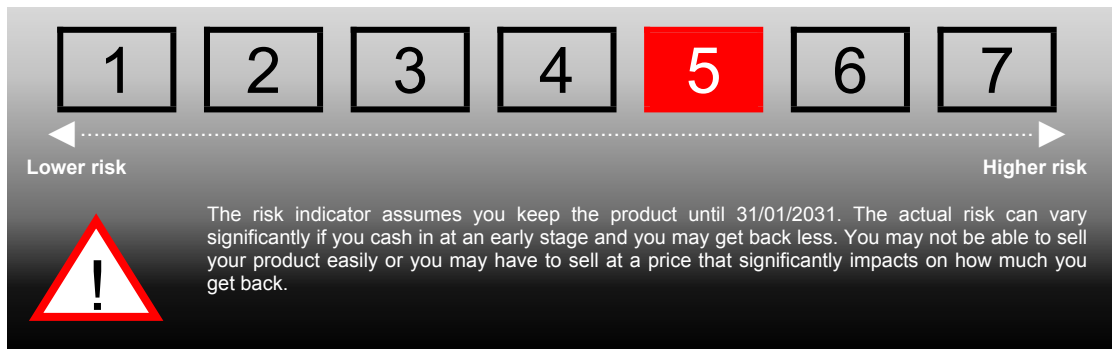 1 2 3 4 5 6 7
Lower risk Higher risk
The risk indicator assumes you keep the product until 31/01/2031. The actual risk can vary
significantly if you cash in at an early stage and you may get back less. You may not be able to sell
your product easily or you may have to sell at a price that significantly impacts on how much you
get back.
!